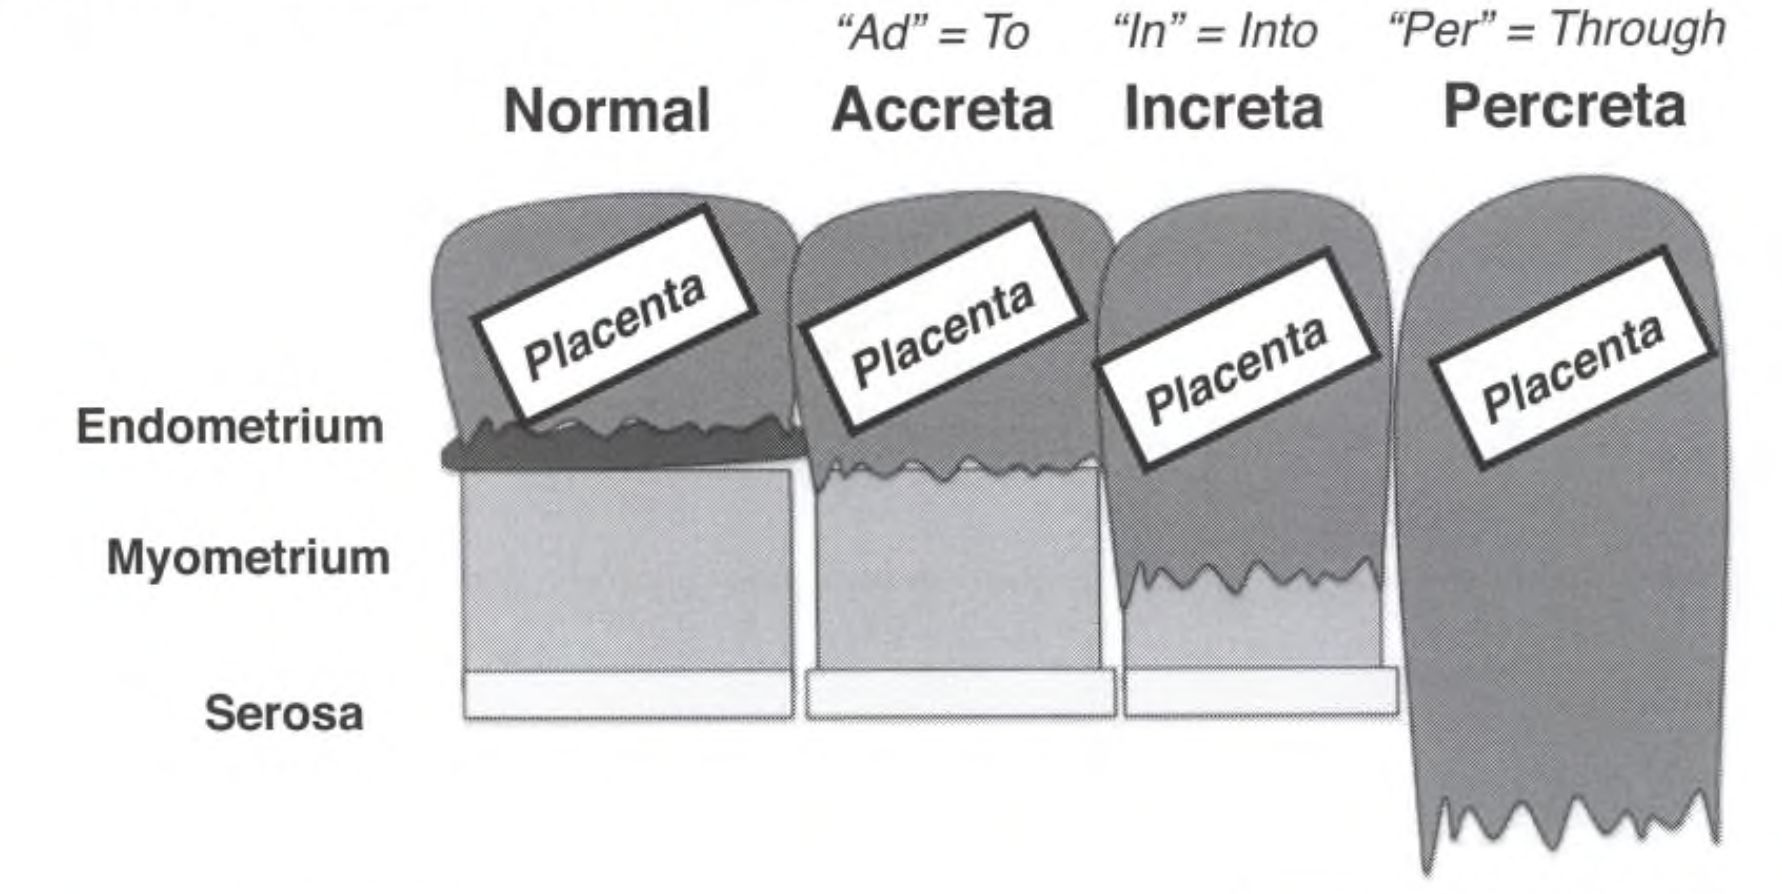 “Ad” = To “In” = Into “Per” = Through
Normal Accreta Increta Percreta
Placenta Placenta Placenta Placenta
Endometrium
Myometrium
Serosa